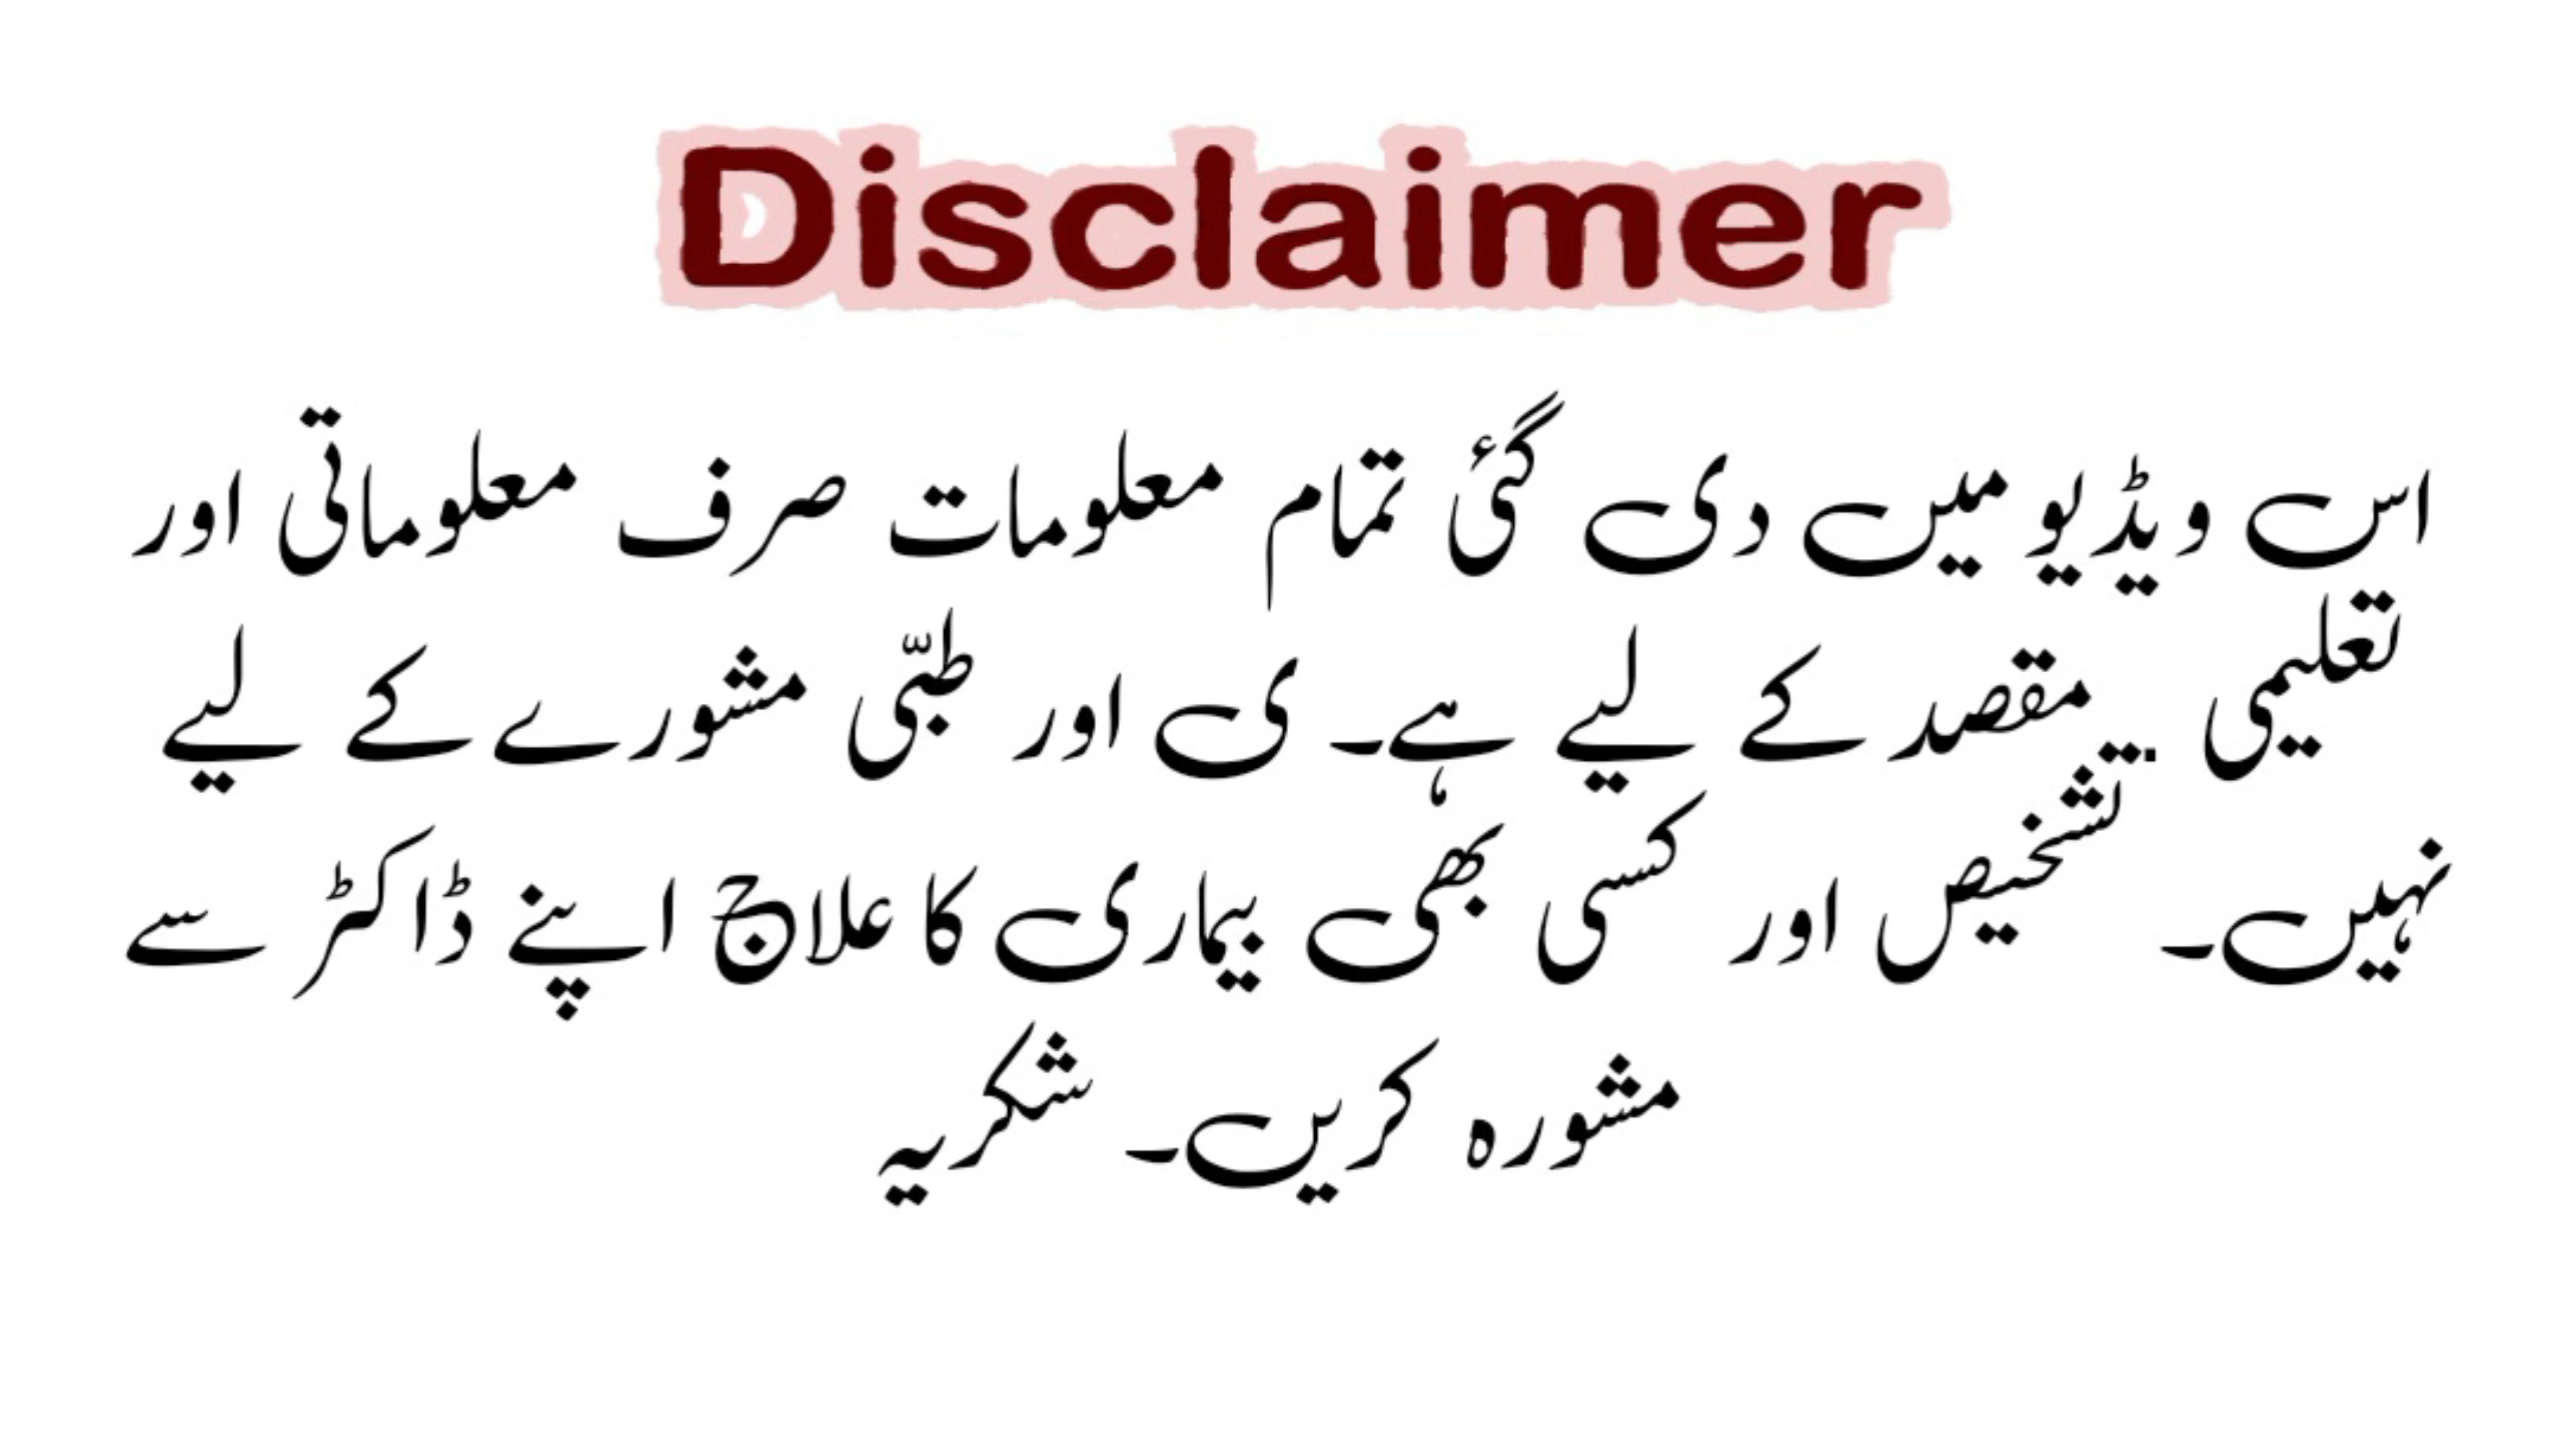 Disclaimer
اس ویڈیو میں دی گئی تمام معلومات صرف معلوماتی اور
تعلیمی . مقصد کے لیے ہے۔ ی اور طبّی مشورے کے لیے
نہیں۔ تشخیص اور کسی بھی بیماری کا علاج اپنے ڈاکٹر سے
مشورہ کریں۔ شکریہ